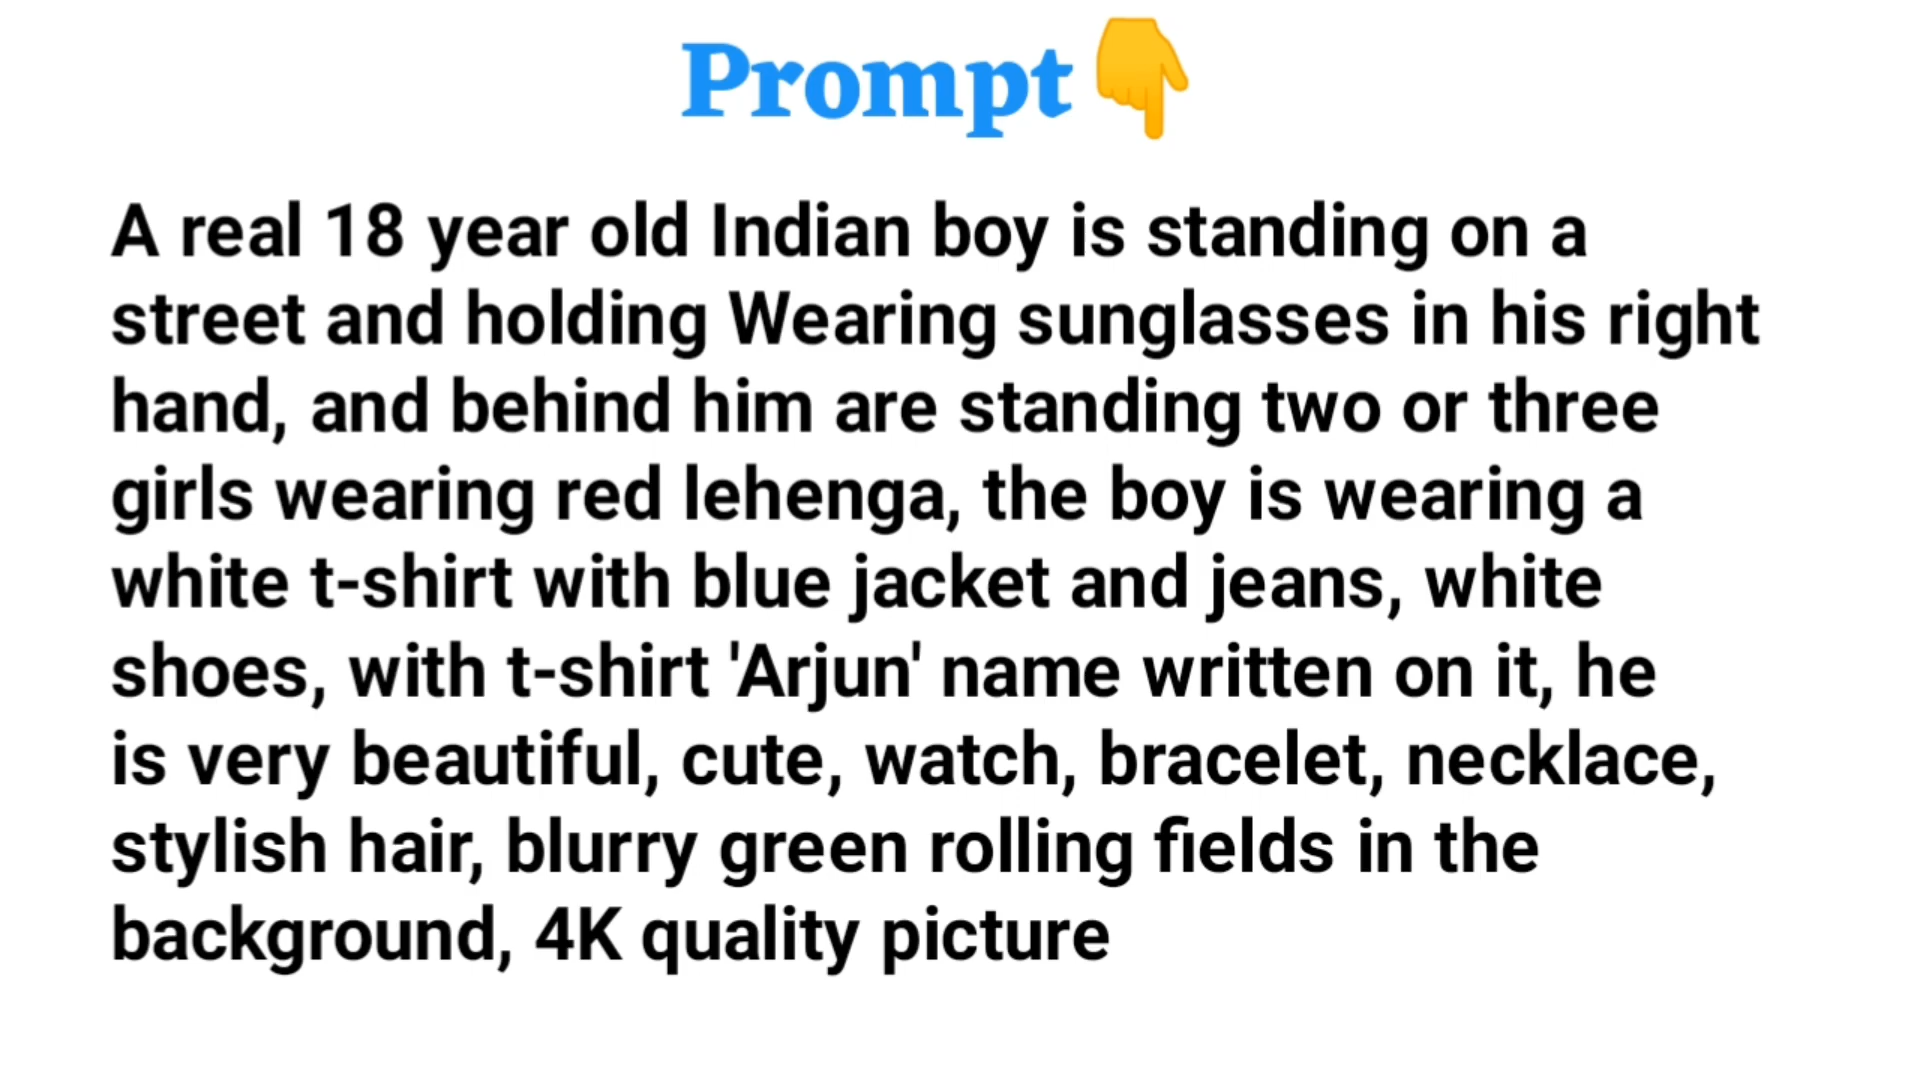 Prompt👇
A real 18 year old Indian boy is standing on a
street and holding Wearing sunglasses in his right
hand, and behind him are standing two or three
girls wearing red lehenga, the boy is wearing a
white t-shirt with blue jacket and jeans, white
shoes, with t-shirt 'Arjun' name written on it, he
is very beautiful, cute, watch, bracelet, necklace,
stylish hair, blurry green rolling fields in the
background, 4K quality picture